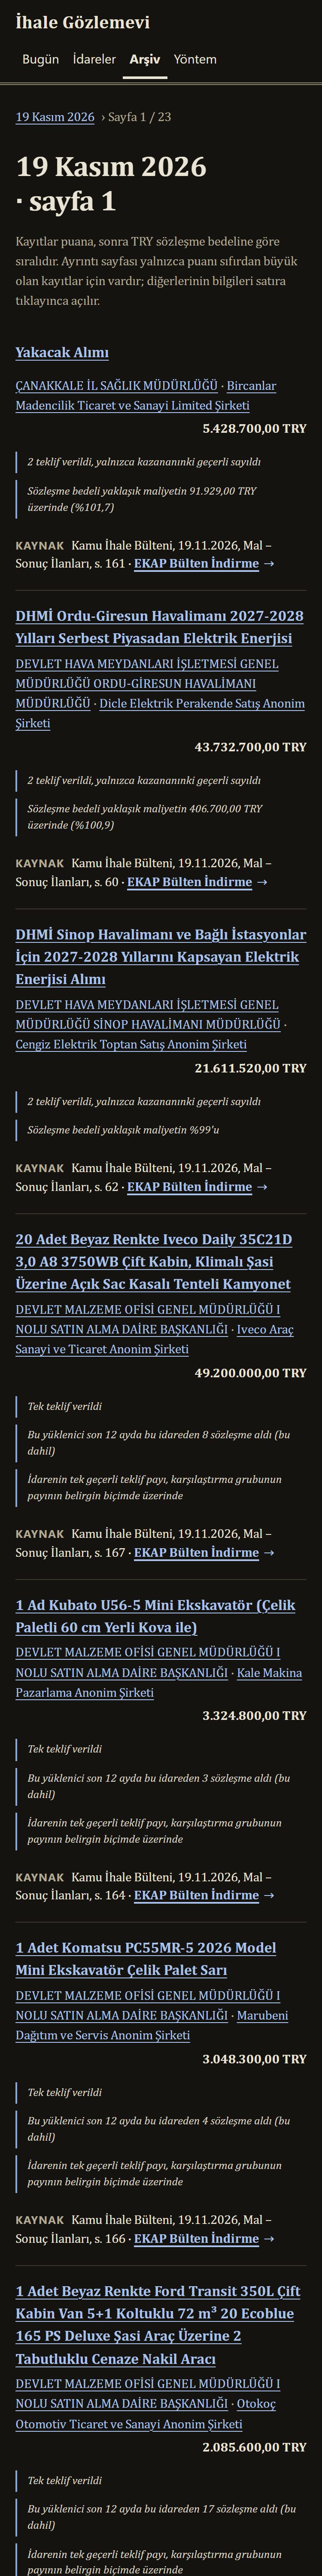 İhale Gözlemevi
Bugün İdareler Arşiv Yöntem
19 Kasım 2026 › Sayfa 1 / 23
19 Kasım 2026
· sayfa 1
Kayıtlar puana, sonra TRY sözleşme bedeline göre
sıralıdır. Ayrıntı sayfası yalnızca puanı sıfırdan büyük
olan kayıtlar için vardır; diğerlerinin bilgileri satıra
tıklayınca açılır.
Yakacak Alımı
ÇANAKKALE İL SAĞLIK MÜDÜRLÜĞÜ · Bircanlar
Madencilik Ticaret ve Sanayi Limited Şirketi
5.428.700,00 TRY
2 teklif verildi, yalnızca kazananınki geçerli sayıldı
Sözleşme bedeli yaklaşık maliyetin 91.929,00 TRY
üzerinde (%101,7)
KAYNAK Kamu İhale Bülteni, 19.11.2026, Mal –
Sonuç İlanları, s. 161 · EKAP Bülten İndirme →
DHMİ Ordu-Giresun Havalimanı 2027-2028
Yılları Serbest Piyasadan Elektrik Enerjisi
DEVLET HAVA MEYDANLARI İŞLETMESİ GENEL
MÜDÜRLÜĞÜ ORDU-GİRESUN HAVALİMANI
MÜDÜRLÜĞÜ · Dicle Elektrik Perakende Satış Anonim
Şirketi
43.732.700,00 TRY
2 teklif verildi, yalnızca kazananınki geçerli sayıldı
Sözleşme bedeli yaklaşık maliyetin 406.700,00 TRY
üzerinde (%100,9)
KAYNAK Kamu İhale Bülteni, 19.11.2026, Mal –
Sonuç İlanları, s. 60 · EKAP Bülten İndirme →
DHMİ Sinop Havalimanı ve Bağlı İstasyonlar
İçin 2027-2028 Yıllarını Kapsayan Elektrik
Enerjisi Alımı
DEVLET HAVA MEYDANLARI İŞLETMESİ GENEL
MÜDÜRLÜĞÜ SİNOP HAVALİMANI MÜDÜRLÜĞÜ ·
Cengiz Elektrik Toptan Satış Anonim Şirketi
21.611.520,00 TRY
2 teklif verildi, yalnızca kazananınki geçerli sayıldı
Sözleşme bedeli yaklaşık maliyetin %99'u
KAYNAK Kamu İhale Bülteni, 19.11.2026, Mal –
Sonuç İlanları, s. 62 · EKAP Bülten İndirme →
20 Adet Beyaz Renkte Iveco Daily 35C21D
3,0 A8 3750WB Çift Kabin, Klimalı Şasi
Üzerine Açık Sac Kasalı Tenteli Kamyonet
DEVLET MALZEME OFİSİ GENEL MÜDÜRLÜĞÜ I
NOLU SATIN ALMA DAİRE BAŞKANLIĞI · Iveco Araç
Sanayi ve Ticaret Anonim Şirketi
49.200.000,00 TRY
Tek teklif verildi
Bu yüklenici son 12 ayda bu idareden 8 sözleşme aldı (bu
dahil)
İdarenin tek geçerli teklif payı, karşılaştırma grubunun
payının belirgin biçimde üzerinde
KAYNAK Kamu İhale Bülteni, 19.11.2026, Mal –
Sonuç İlanları, s. 167 · EKAP Bülten İndirme →
1 Ad Kubato U56-5 Mini Ekskavatör (Çelik
Paletli 60 cm Yerli Kova ile)
DEVLET MALZEME OFİSİ GENEL MÜDÜRLÜĞÜ I
NOLU SATIN ALMA DAİRE BAŞKANLIĞI · Kale Makina
Pazarlama Anonim Şirketi
3.324.800,00 TRY
Tek teklif verildi
Bu yüklenici son 12 ayda bu idareden 3 sözleşme aldı (bu
dahil)
İdarenin tek geçerli teklif payı, karşılaştırma grubunun
payının belirgin biçimde üzerinde
KAYNAK Kamu İhale Bülteni, 19.11.2026, Mal –
Sonuç İlanları, s. 164 · EKAP Bülten İndirme →
1 Adet Komatsu PC55MR-5 2026 Model
Mini Ekskavatör Çelik Palet Sarı
DEVLET MALZEME OFİSİ GENEL MÜDÜRLÜĞÜ I
NOLU SATIN ALMA DAİRE BAŞKANLIĞI · Marubeni
Dağıtım ve Servis Anonim Şirketi
3.048.300,00 TRY
Tek teklif verildi
Bu yüklenici son 12 ayda bu idareden 4 sözleşme aldı (bu
dahil)
İdarenin tek geçerli teklif payı, karşılaştırma grubunun
payının belirgin biçimde üzerinde
KAYNAK Kamu İhale Bülteni, 19.11.2026, Mal –
Sonuç İlanları, s. 166 · EKAP Bülten İndirme →
1 Adet Beyaz Renkte Ford Transit 350L Çift
Kabin Van 5+1 Koltuklu 72 m³ 20 Ecoblue
165 PS Deluxe Şasi Araç Üzerine 2
Tabutluklu Cenaze Nakil Aracı
DEVLET MALZEME OFİSİ GENEL MÜDÜRLÜĞÜ I
NOLU SATIN ALMA DAİRE BAŞKANLIĞI · Otokoç
Otomotiv Ticaret ve Sanayi Anonim Şirketi
2.085.600,00 TRY
Tek teklif verildi
Bu yüklenici son 12 ayda bu idareden 17 sözleşme aldı (bu
dahil)
İdarenin tek geçerli teklif payı, karşılaştırma grubunun
payının belirgin biçimde üzerinde